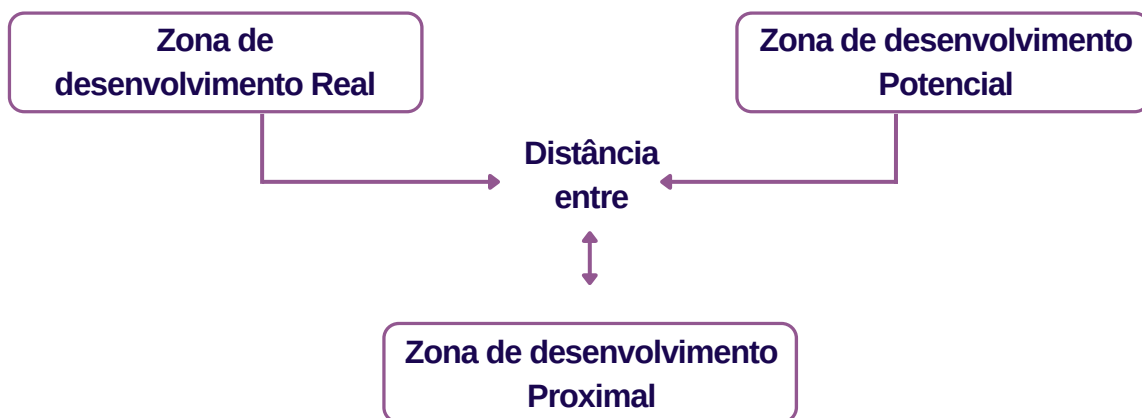 Zona de
desenvolvimento Real
Zona de desenvolvimento
Potencial
Distância
entre
Zona de desenvolvimento
Proximal